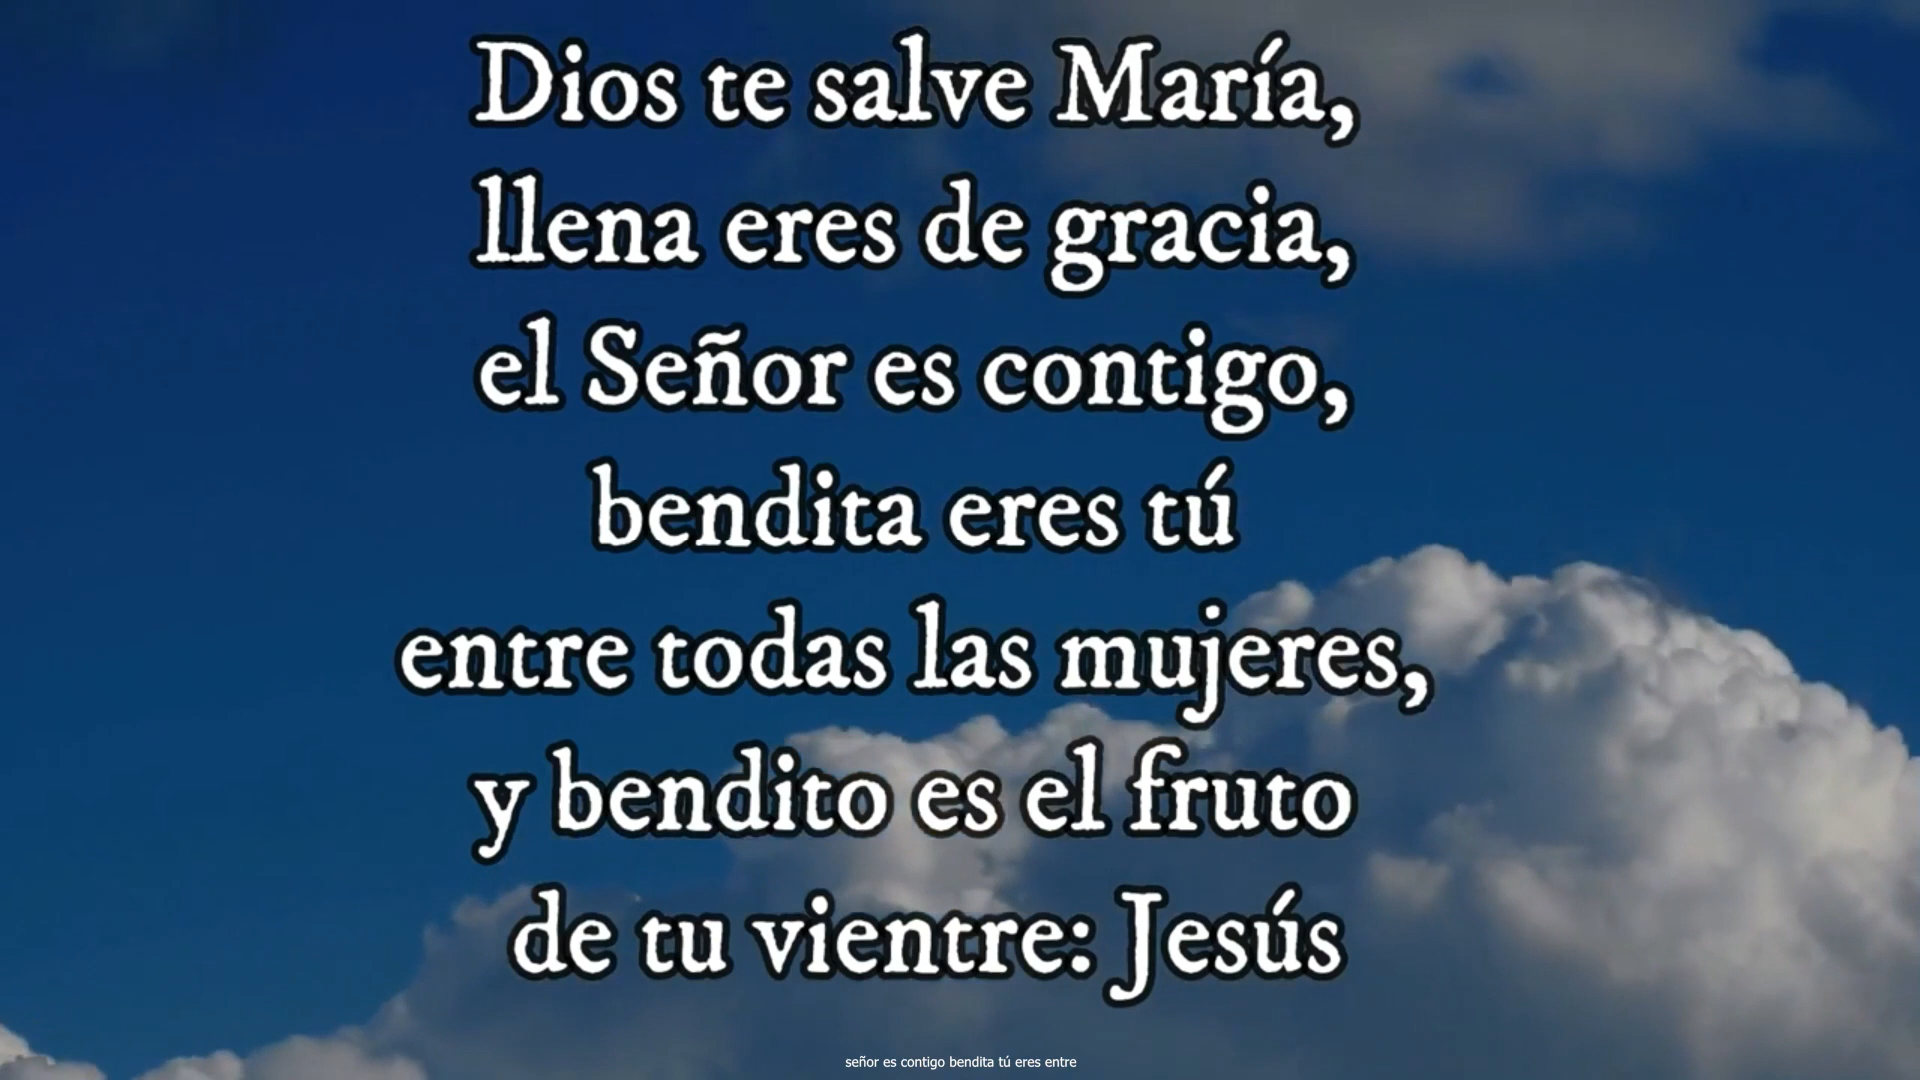 Dios te salve María,
llena eres de gracia,
el Señor es contigo,
bendita eres tú
entre todas las mujeres,
y bendito es el fruto
de tu vientre: Jesús
señor es contigo bendita tú eres entre